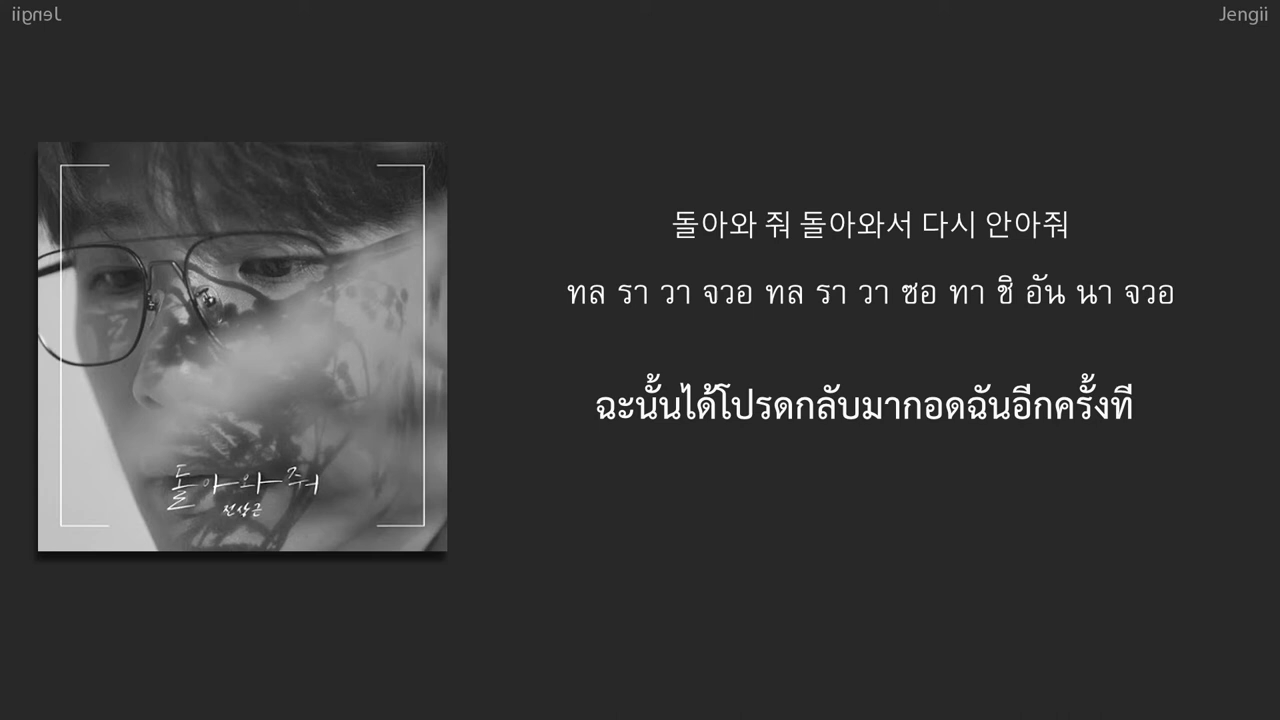 iignǝJ
Jengii
돌아와 줘 돌아와서 다시 안아줘
ทล รา วา จวอ ทล รา วา ซอ ทา ชิ อัน นา จวอ
ฉะนั้นได้โปรดกลับมากอดฉันอีกครั้งที
돌아와줘
전상근